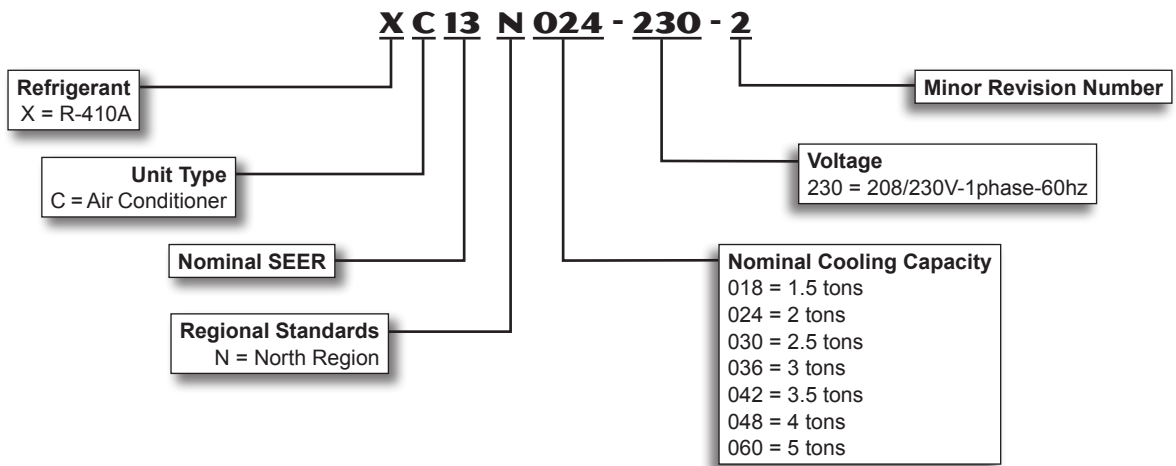 X C 13 N 024 - 230 - 2
Refrigerant
X = R-410A
Minor Revision Number
Unit Type
C = Air Conditioner
Voltage
230 = 208/230V-1phase-60hz
Nominal SEER
Nominal Cooling Capacity
018 = 1.5 tons
024 = 2 tons
030 = 2.5 tons
036 = 3 tons
042 = 3.5 tons
048 = 4 tons
060 = 5 tons
Regional Standards
N = North Region